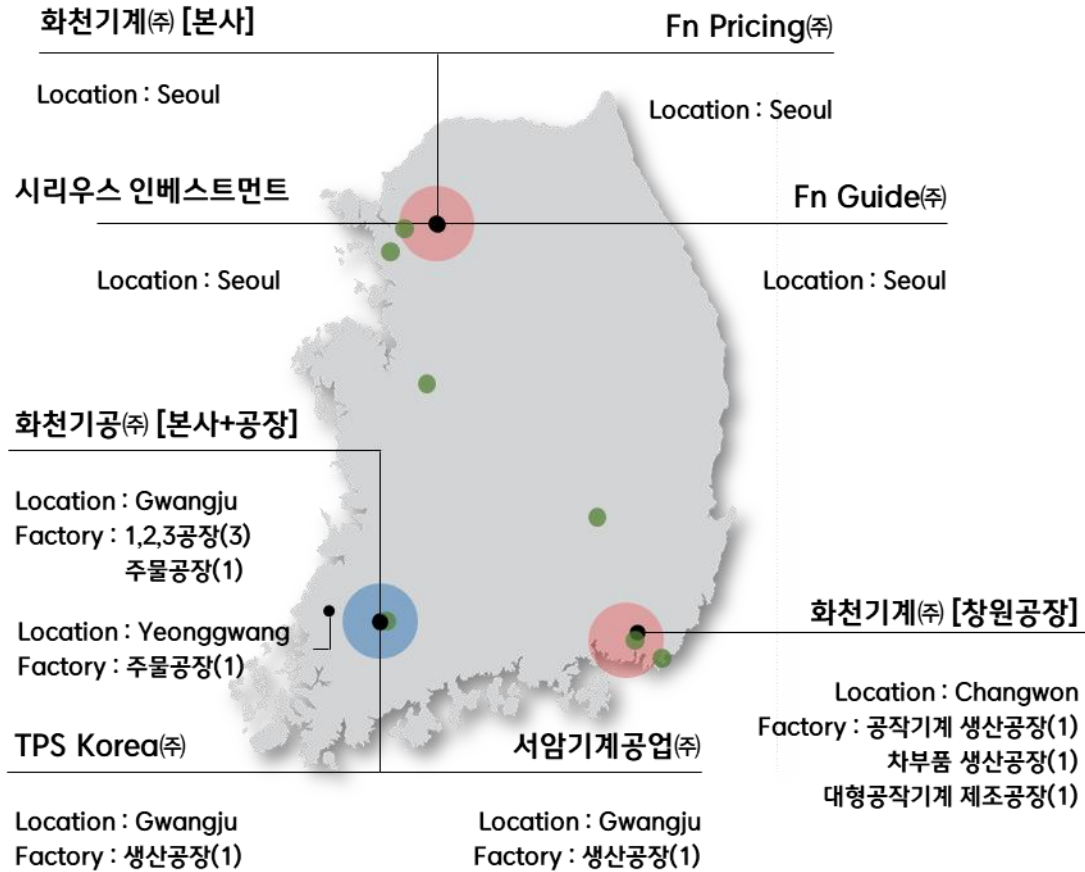 화천기계㈜ [본사]
Fn Pricing㈜
Location : Seoul
Location : Seoul
시리우스 인베스트먼트
Fn Guide㈜
Location : Seoul
Location : Seoul
화천기공㈜ [본사+공장]
Location : Gwangju
Factory : 1,2,3공장(3)
주물공장(1)
Location : Yeonggwang
Factory : 주물공장(1)
화천기계㈜ [창원공장]
Location : Changwon
Factory : 공작기계 생산공장(1)
차부품 생산공장(1)
대형공작기계 제조공장(1)
TPS Korea㈜
서암기계공업㈜
Location : Gwangju
Factory : 생산공장(1)
Location : Gwangju
Factory : 생산공장(1)